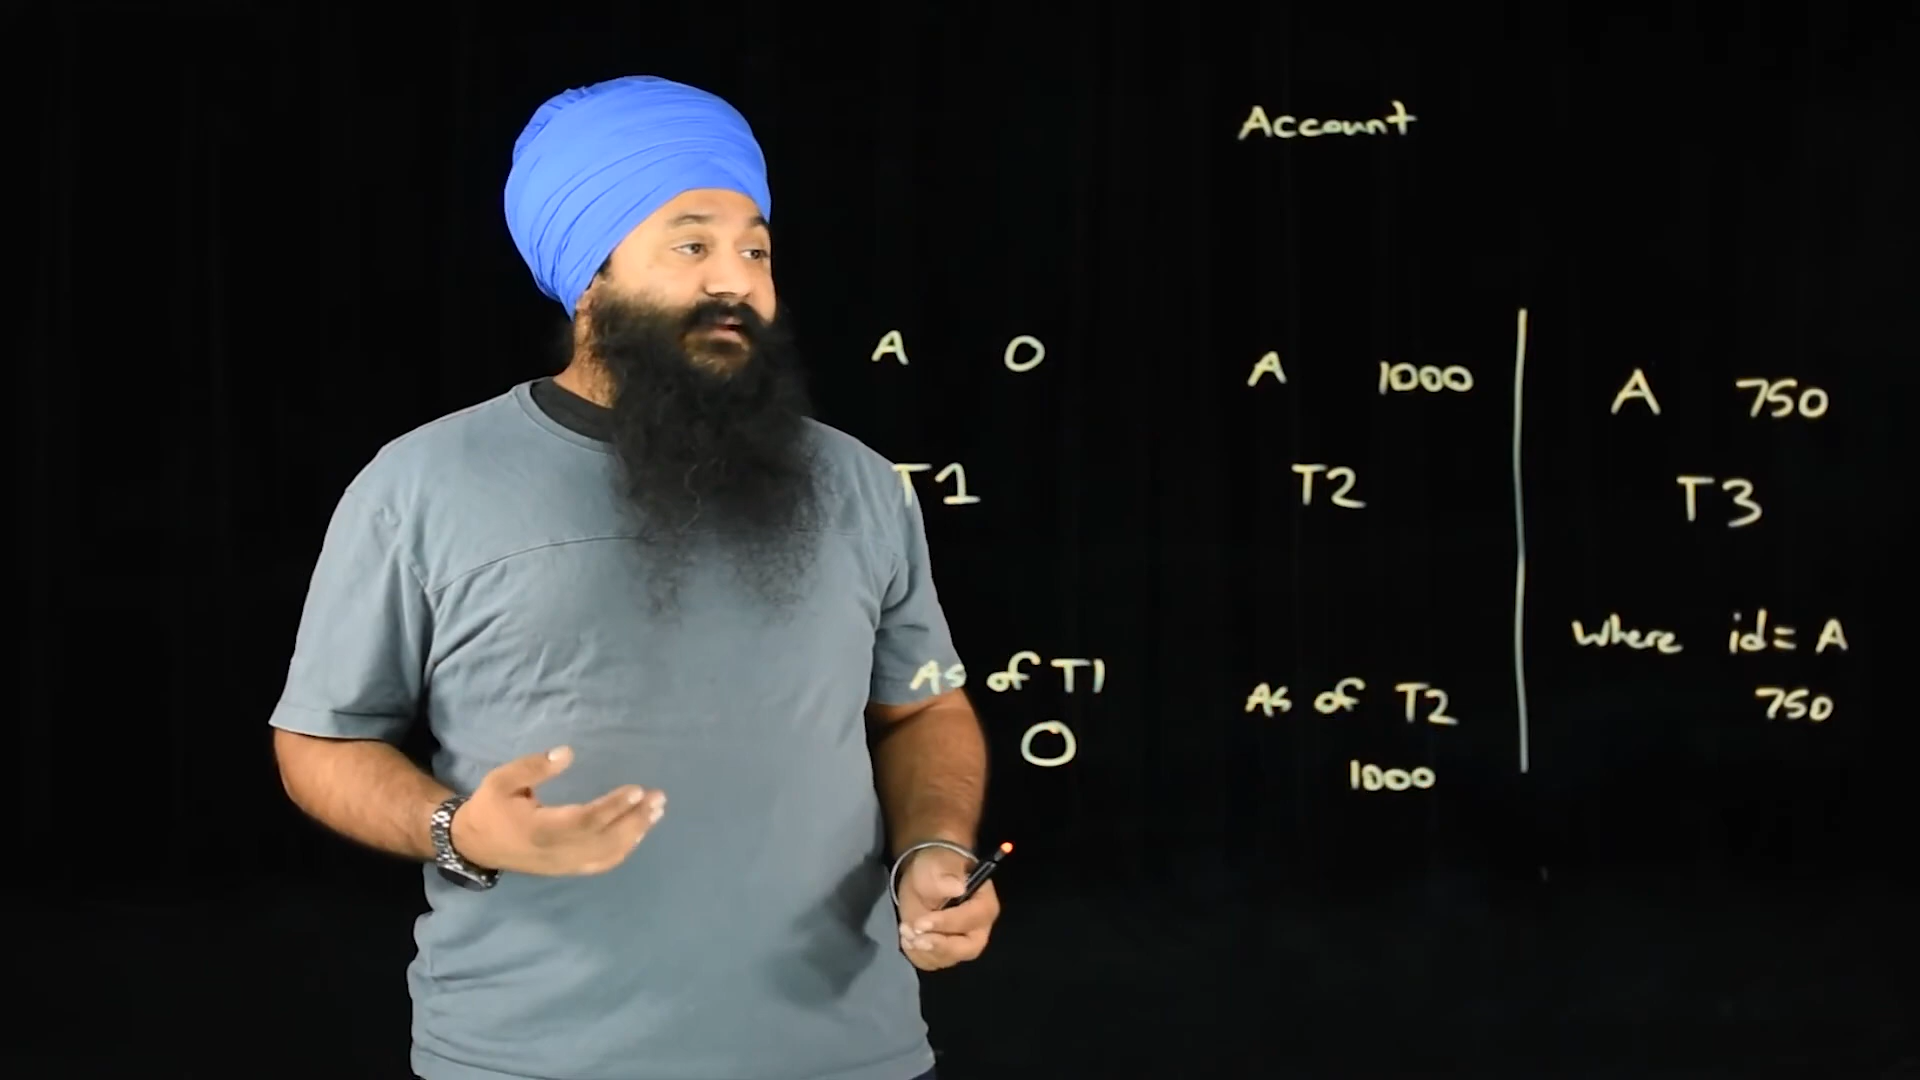 Account
A 0
T1
As of T1
0
A 1000
T2
As of T2
1000
A 750
T3
where id = A
750